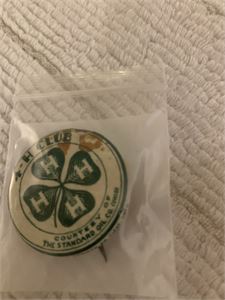 4-H CLUB
H H
H H
COURTESY OF
THE STANDARD OIL CO.